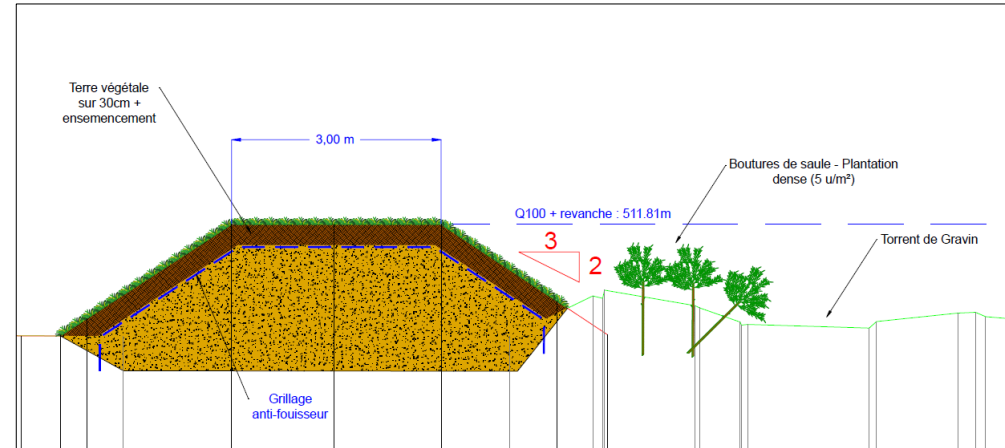 Terre végétale
sur 30cm +
ensemencement
3,00 m
Boutures de saule - Plantation
dense (5 u/m²)
Q100 + revanche : 511.81m
3
2
Torrent de Gravin
Grillage
anti-fouisseur